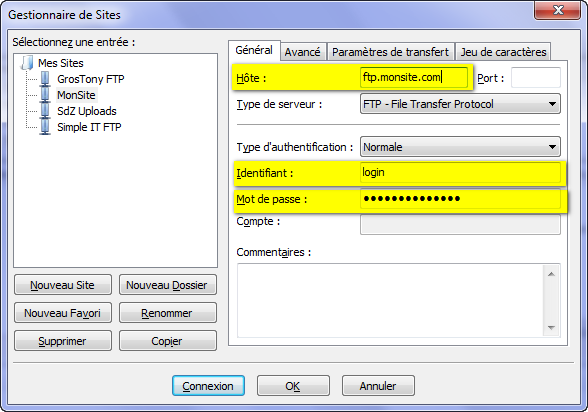 Gestionnaire de Sites
Sélectionnez une entrée :
Mes Sites
GrosTony FTP
MonSite
SdZ Uploads
Simple IT FTP
Nouveau Site
Nouveau Dossier
Nouveau Favori
Renommer
Supprimer
Copier
Général
Avancé
Paramètres de transfert
Jeu de caractères
Hôte : ftp.monsite.com Port :
Type de serveur : FTP - File Transfer Protocol
Type d'authentification : Normale
Identifiant : login
Mot de passe : ●●●●●●●●●●●●●●
Compte :
Commentaires :
Connexion
OK
Annuler